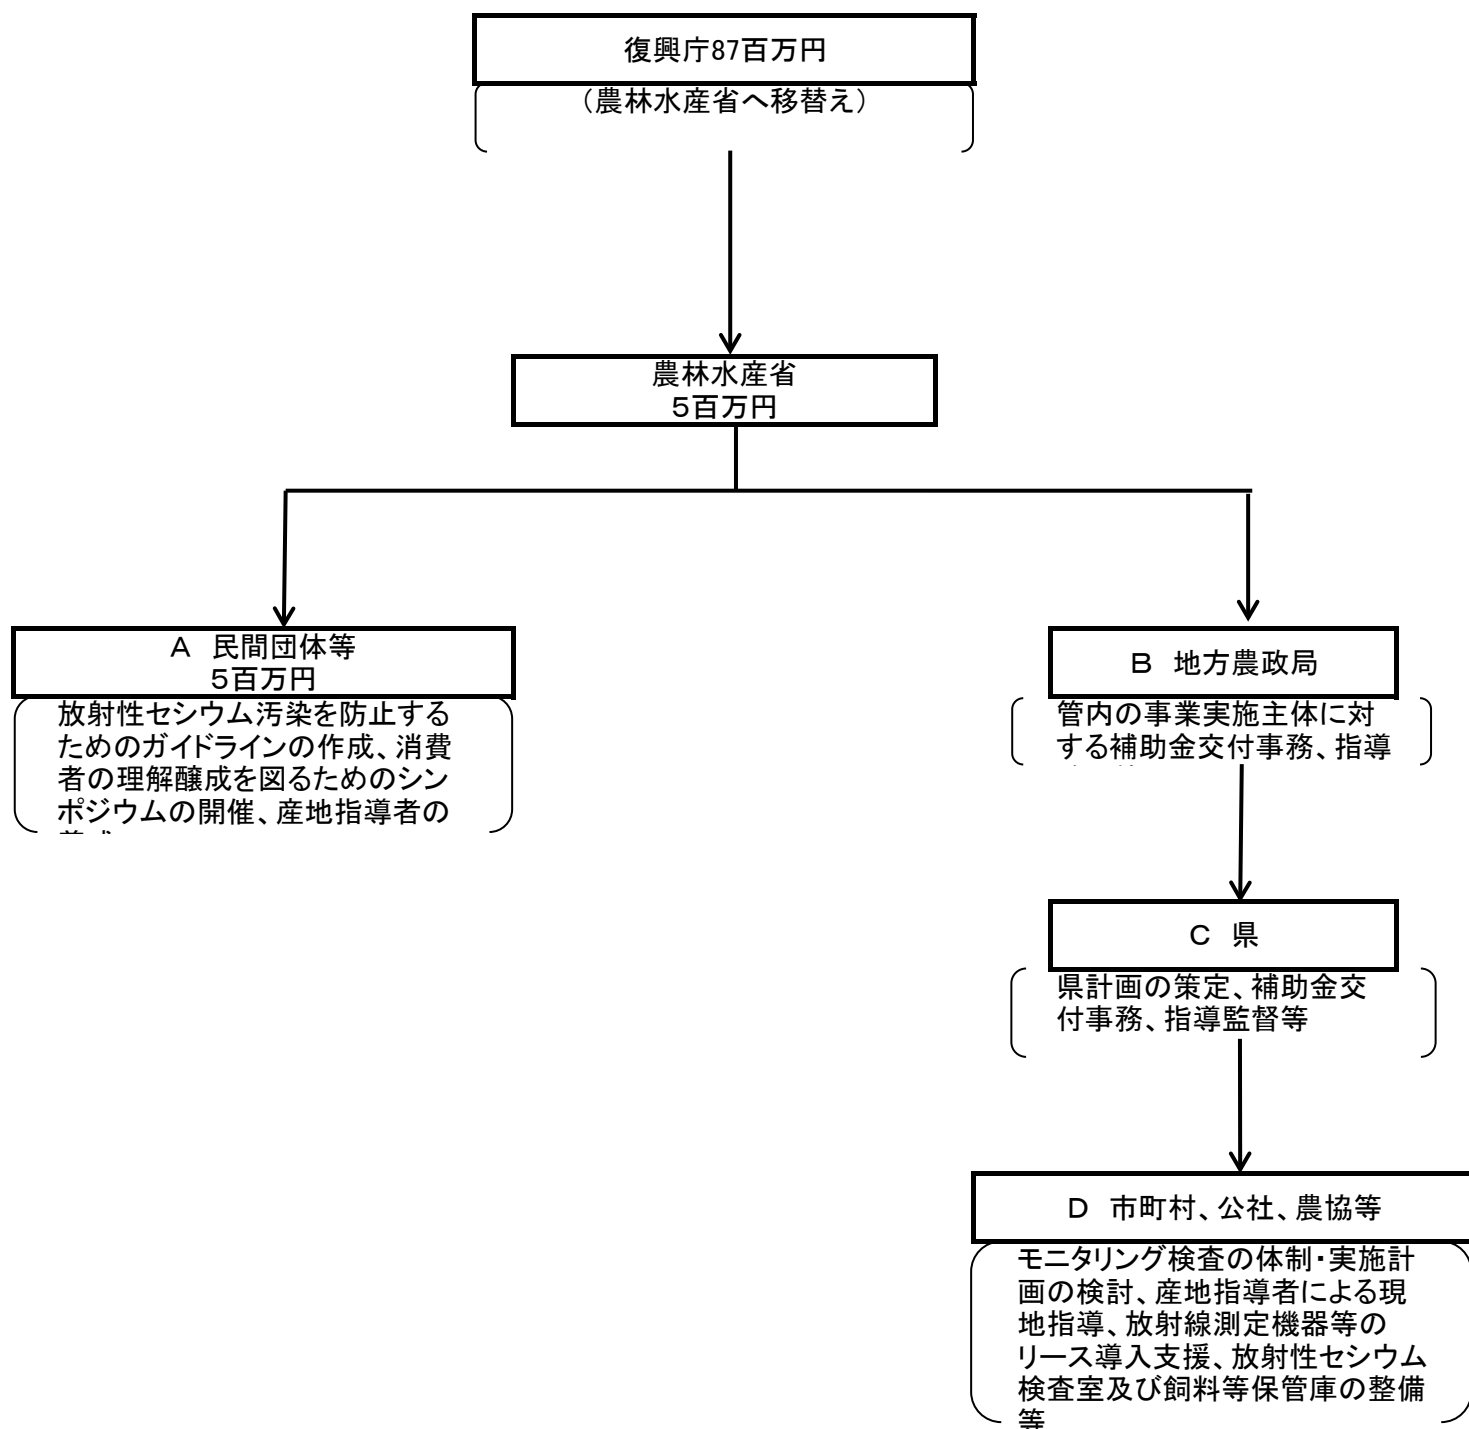 復興庁87百万円
（農林水産省へ移替え）
農林水産省
5百万円
A　民間団体等
5百万円
放射性セシウム汚染を防止する
ためのガイドラインの作成、消費
者の理解醸成を図るためのシン
ポジウムの開催、産地指導者の
B　地方農政局
管内の事業実施主体に対
する補助金交付事務、指導
C　県
県計画の策定、補助金交
付事務、指導監督等
D　市町村、公社、農協等
モニタリング検査の体制・実施計
画の検討、産地指導者による現
地指導、放射線測定機器等の
リース導入支援、放射性セシウム
検査室及び飼料等保管庫の整備
等